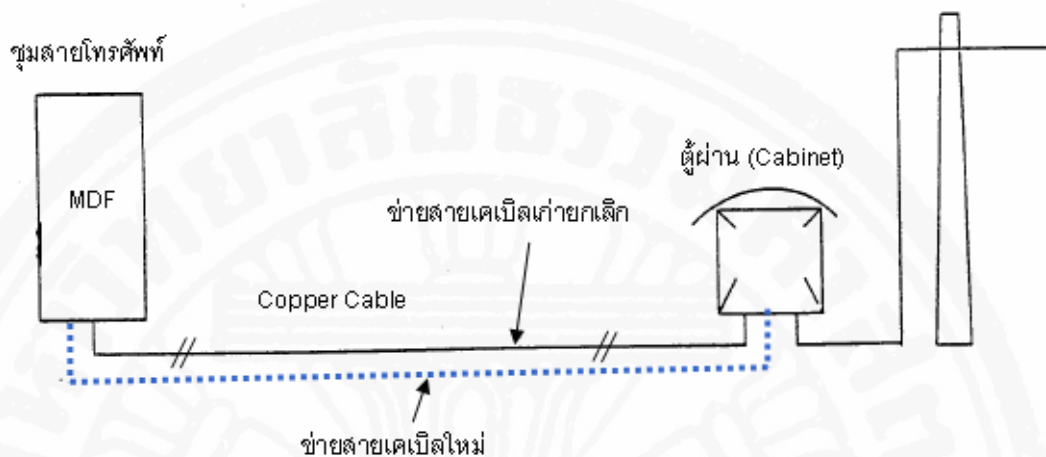 ชุมสายโทรศัพท์
MDF
ตู้ผ่าน (Cabinet)
ข่ายสายเคเบิลเก่ายกเลิก
Copper Cable
ข่ายสายเคเบิลใหม่